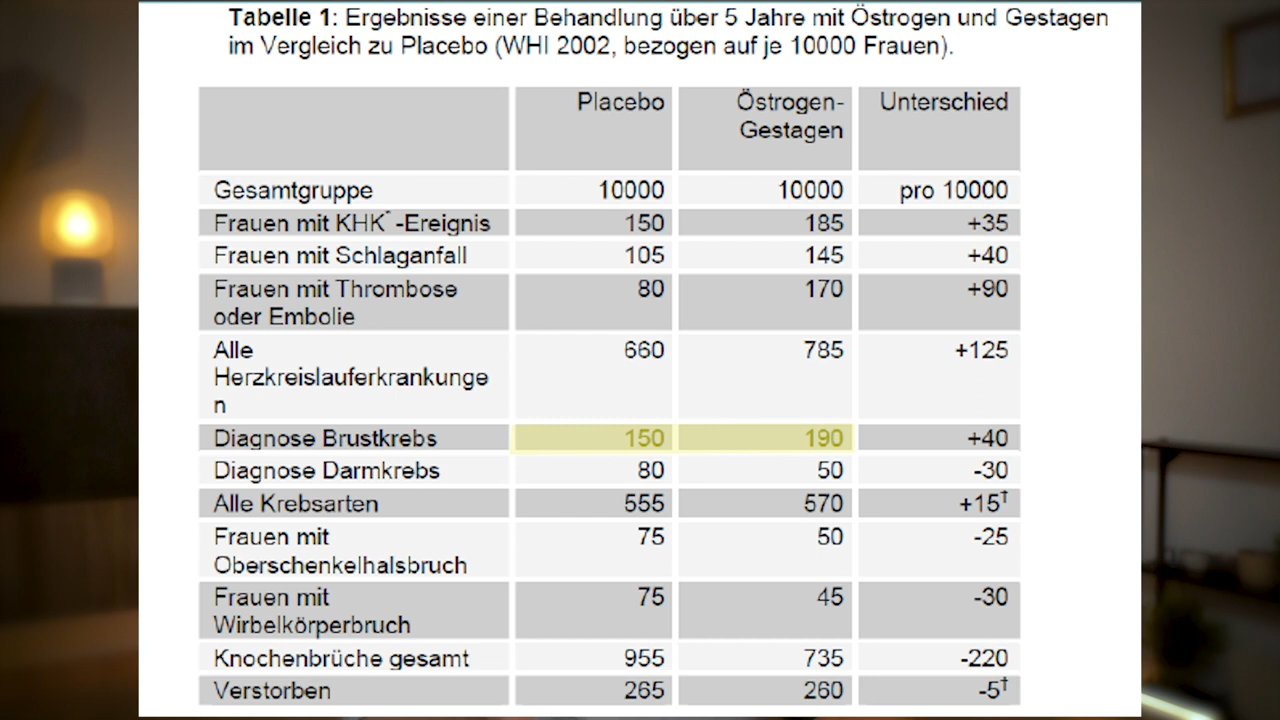 Tabelle 1: Ergebnisse einer Behandlung über 5 Jahre mit Östrogen und Gestagen
im Vergleich zu Placebo (WHI 2002, bezogen auf je 10000 Frauen).
Placebo Östrogen- Unterschied
Gestagen
Gesamtgruppe 10000 10000 pro 10000
Frauen mit KHK* -Ereignis 150 185 +35
Frauen mit Schlaganfall 105 145 +40
Frauen mit Thrombose 80 170 +90
oder Embolie
Alle 660 785 +125
Herzkreislauferkrankunge
n
Diagnose Brustkrebs 150 190 +40
Diagnose Darmkrebs 80 50 -30
Alle Krebsarten 555 570 +15†
Frauen mit 75 50 -25
Oberschenkelhalsbruch
Frauen mit 75 45 -30
Wirbelkörperbruch
Knochenbrüche gesamt 955 735 -220
Verstorben 265 260 -5†